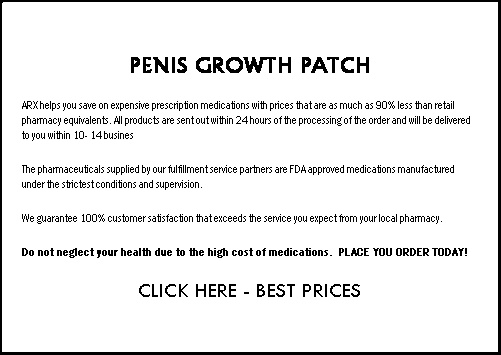 PENIS GROWTH PATCH
ARX helps you save on expensive prescription medications with prices that are as much as 90% less than retail
pharmacy equivalents. All products are sent out within 24 hours of the processing of the order and will be delivered
to you within 10- 14 busines
The pharmaceuticals supplied by our fulfillment service partners are FDA approved medications manufactured
under the strictest conditions and supervision.
We guarantee 100% customer satisfaction that exceeds the service you expect from your local pharmacy.
Do not neglect your health due to the high cost of medications. PLACE YOU ORDER TODAY!
CLICK HERE - BEST PRICES